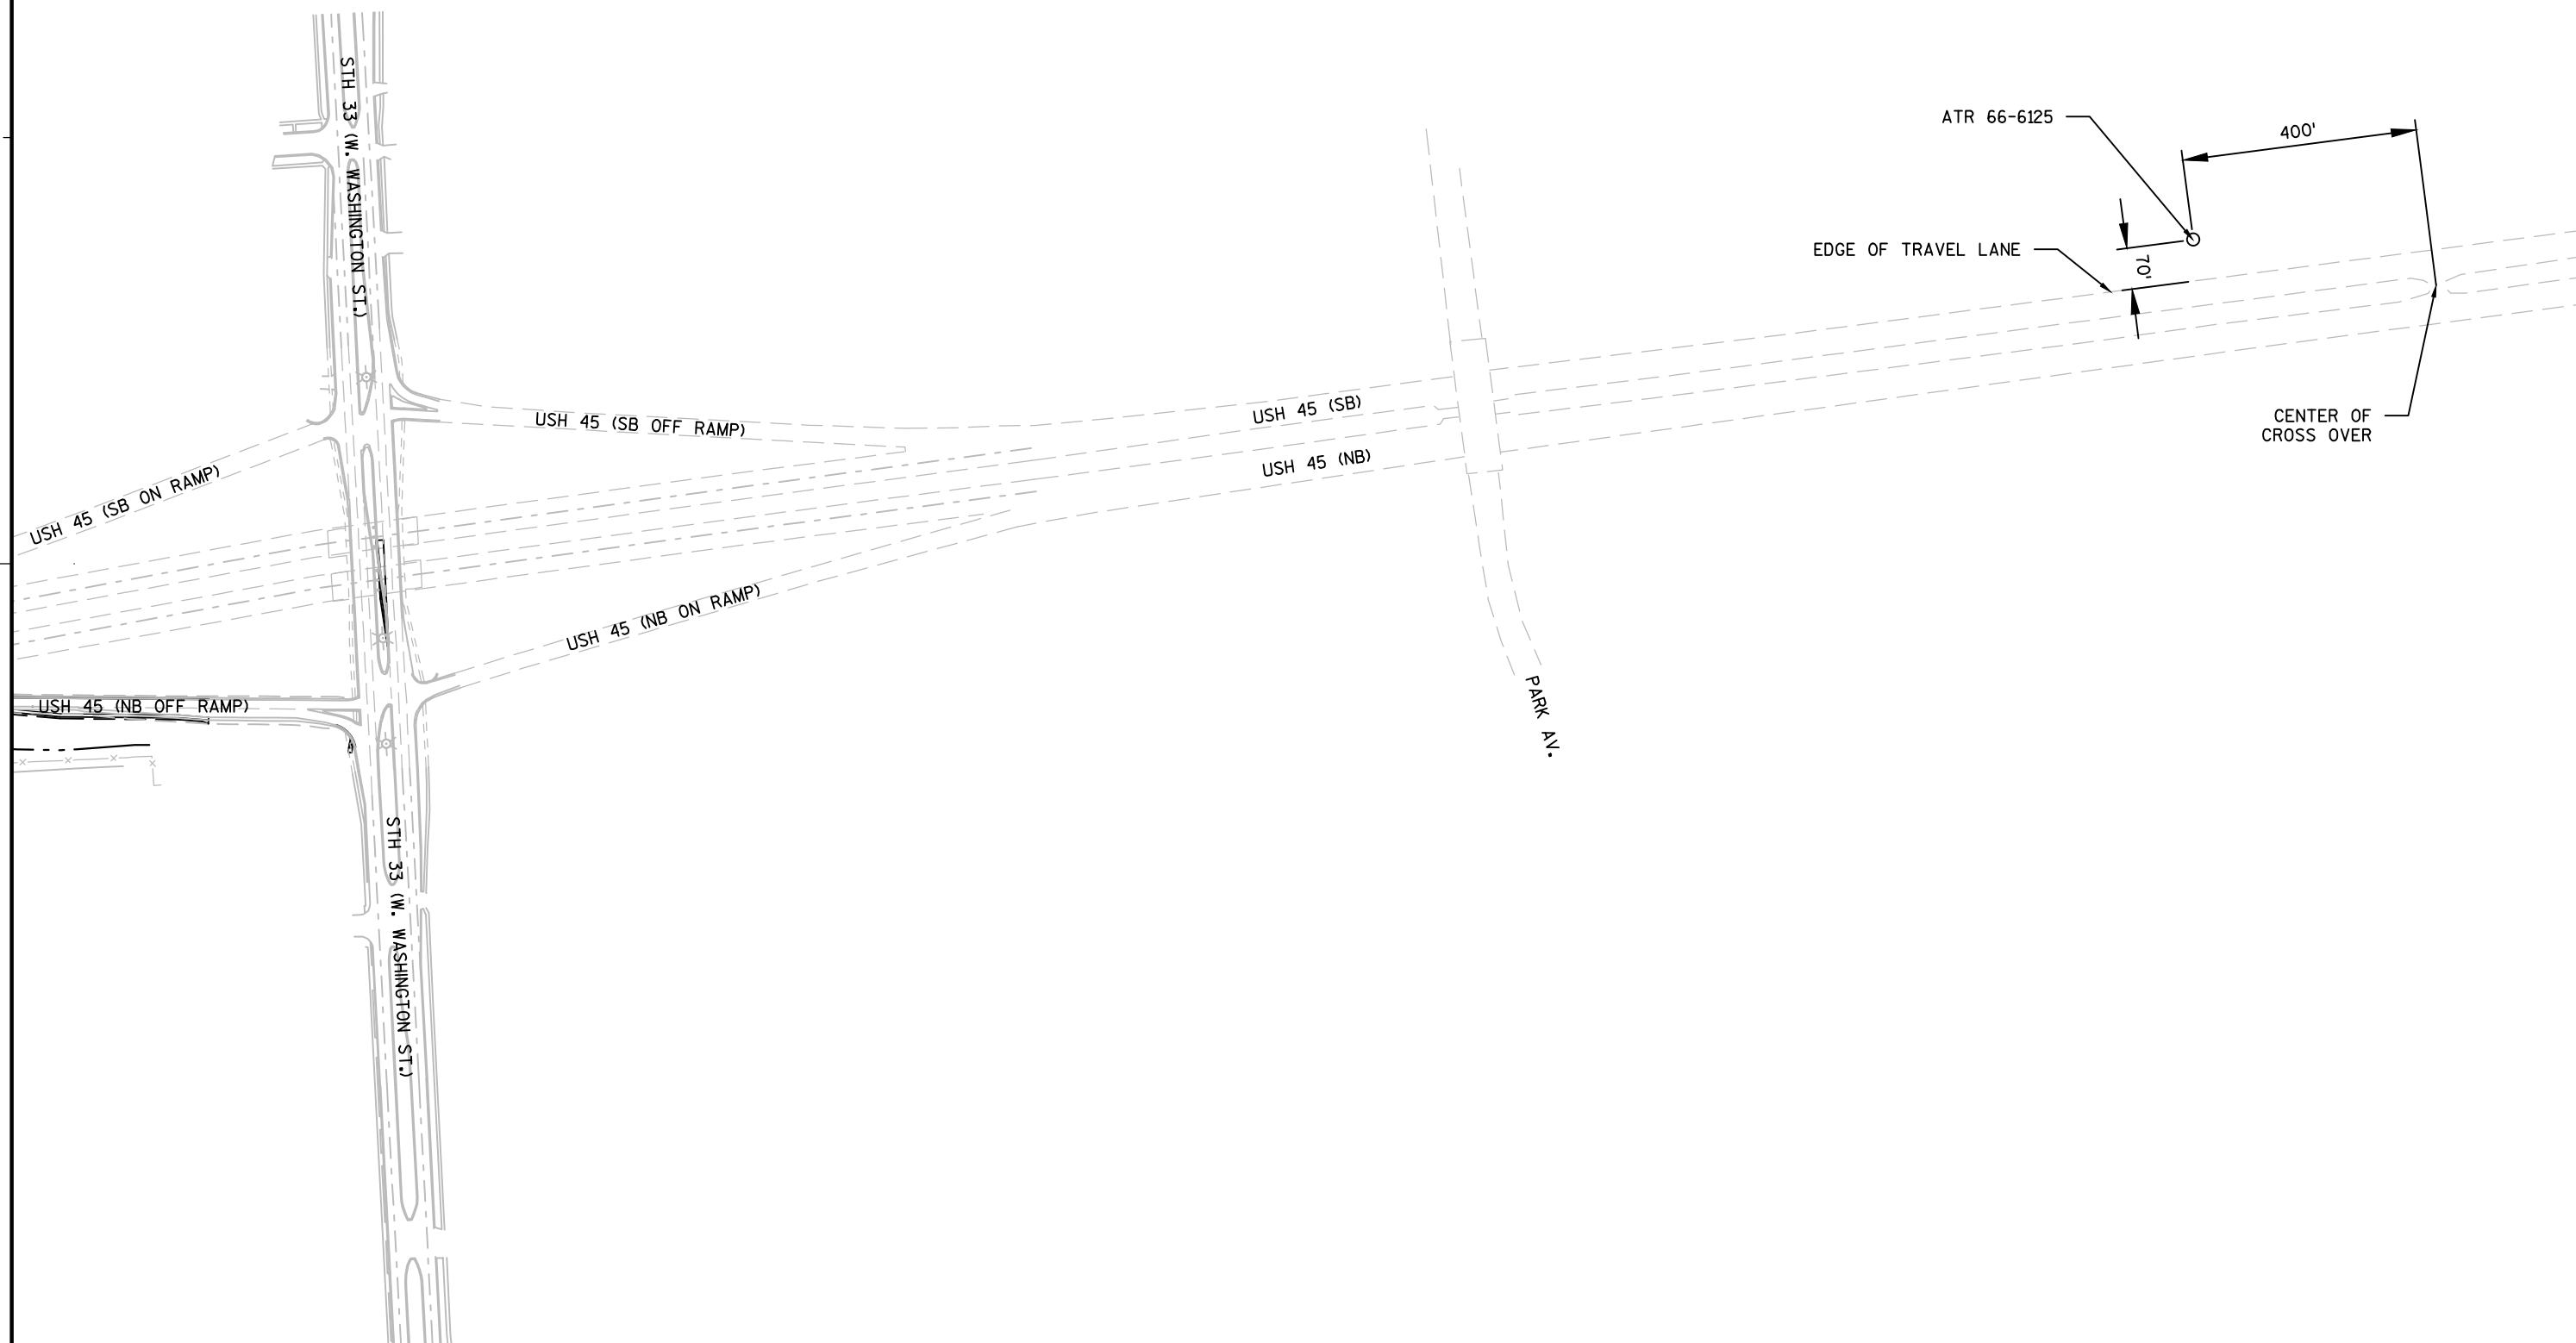 STH 33 (W. WASHINGTON ST.)
ATR 66-6125
400'
EDGE OF TRAVEL LANE
70'
USH 45 (SB OFF RAMP)
USH 45 (SB)
CENTER OF
CROSS OVER
USH 45 (NB)
USH 45 (SB ON RAMP)
USH 45 (NB ON RAMP)
USH 45 (NB OFF RAMP)
PARK AV.
STH 33 (W. WASHINGTON ST.)